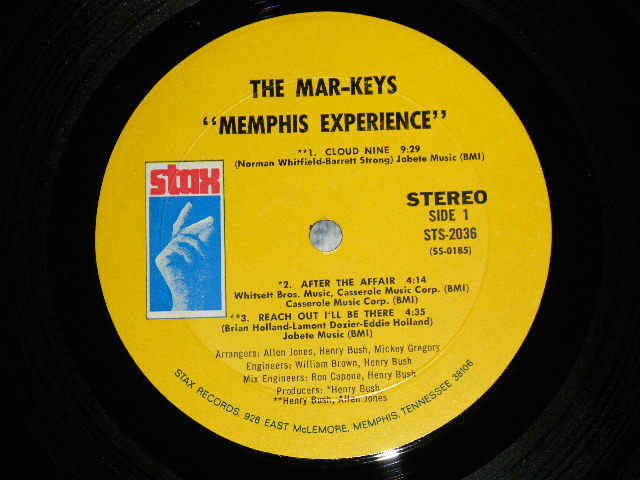 THE MAR-KEYS
"MEMPHIS EXPERIENCE"
**1. CLOUD NINE 9:29
(Norman Whitfield-Barrett Strong) Jobete Music (BMI)
stax
STEREO
SIDE 1
STS-2036
(SS-0185)
*2. AFTER THE AFFAIR 4:14
Whitsett Bros. Music, Casserole Music Corp. (BMI)
Casserole Music Corp. (BMI)
**3. REACH OUT I'LL BE THERE 4:35
(Brian Holland-Lamont Dozier-Eddie Holland)
Jobete Music (BMI)
Arrangers: Allen Jones, Henry Bush, Mickey Gregory
Engineers: William Brown, Henry Bush
Mix Engineers: Ron Capone, Henry Bush
Producers: *Henry Bush
**Henry Bush, Allen Jones
STAX RECORDS, 926 EAST McLEMORE, MEMPHIS, TENNESSEE 38106